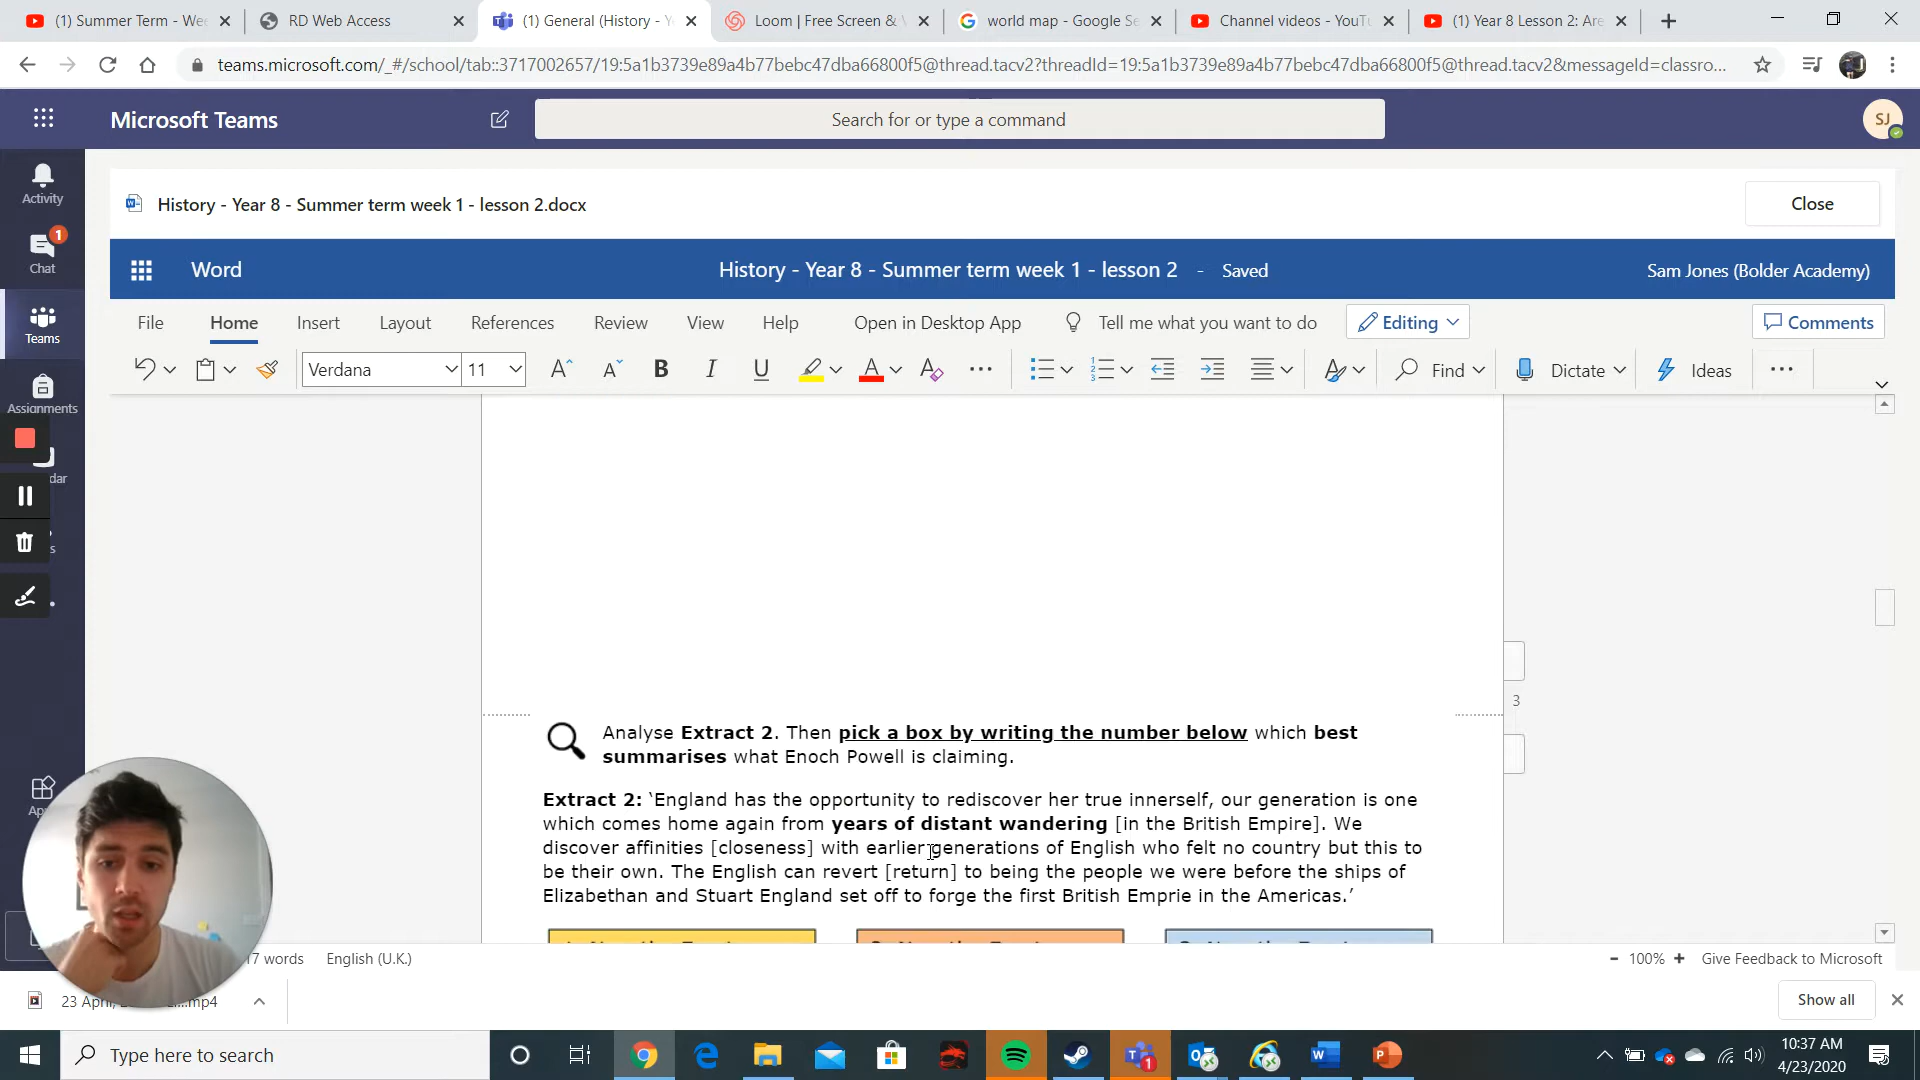 (1) Summer Term - Wee
RD Web Access
(1) General (History - Y
Loom | Free Screen &
world map - Google Se
Channel videos - YouTu
(1) Year 8 Lesson 2: Are
teams.microsoft.com/_#/school/tab::3717002657/19:5a1b3739e89a4b77bebc47dba66800f5@thread.tacv2?threadId=19:5a1b3739e89a4b77bebc47dba66800f5@thread.tacv2&messageId=classro...
Microsoft Teams
Search for or type a command
SJ
Activity
Chat
1
Teams
Assignments
dar
History - Year 8 - Summer term week 1 - lesson 2.docx
Close
Word
History - Year 8 - Summer term week 1 - lesson 2 - Saved
Sam Jones (Bolder Academy)
File Home Insert Layout References Review View Help Open in Desktop App Tell me what you want to do Editing Comments
Verdana 11 A A B I U A A Find Dictate Ideas
3
Analyse Extract 2. Then pick a box by writing the number below which best
summarises what Enoch Powell is claiming.
Extract 2: ‘England has the opportunity to rediscover her true innerself, our generation is one
which comes home again from years of distant wandering [in the British Empire]. We
discover affinities [closeness] with earlier generations of English who felt no country but this to
be their own. The English can revert [return] to being the people we were before the ships of
Elizabethan and Stuart England set off to forge the first British Emprie in the Americas.’
17 words English (U.K.)
- 100% + Give Feedback to Microsoft
23 April, mp4
Show all
Type here to search
1
10:37 AM
4/23/2020